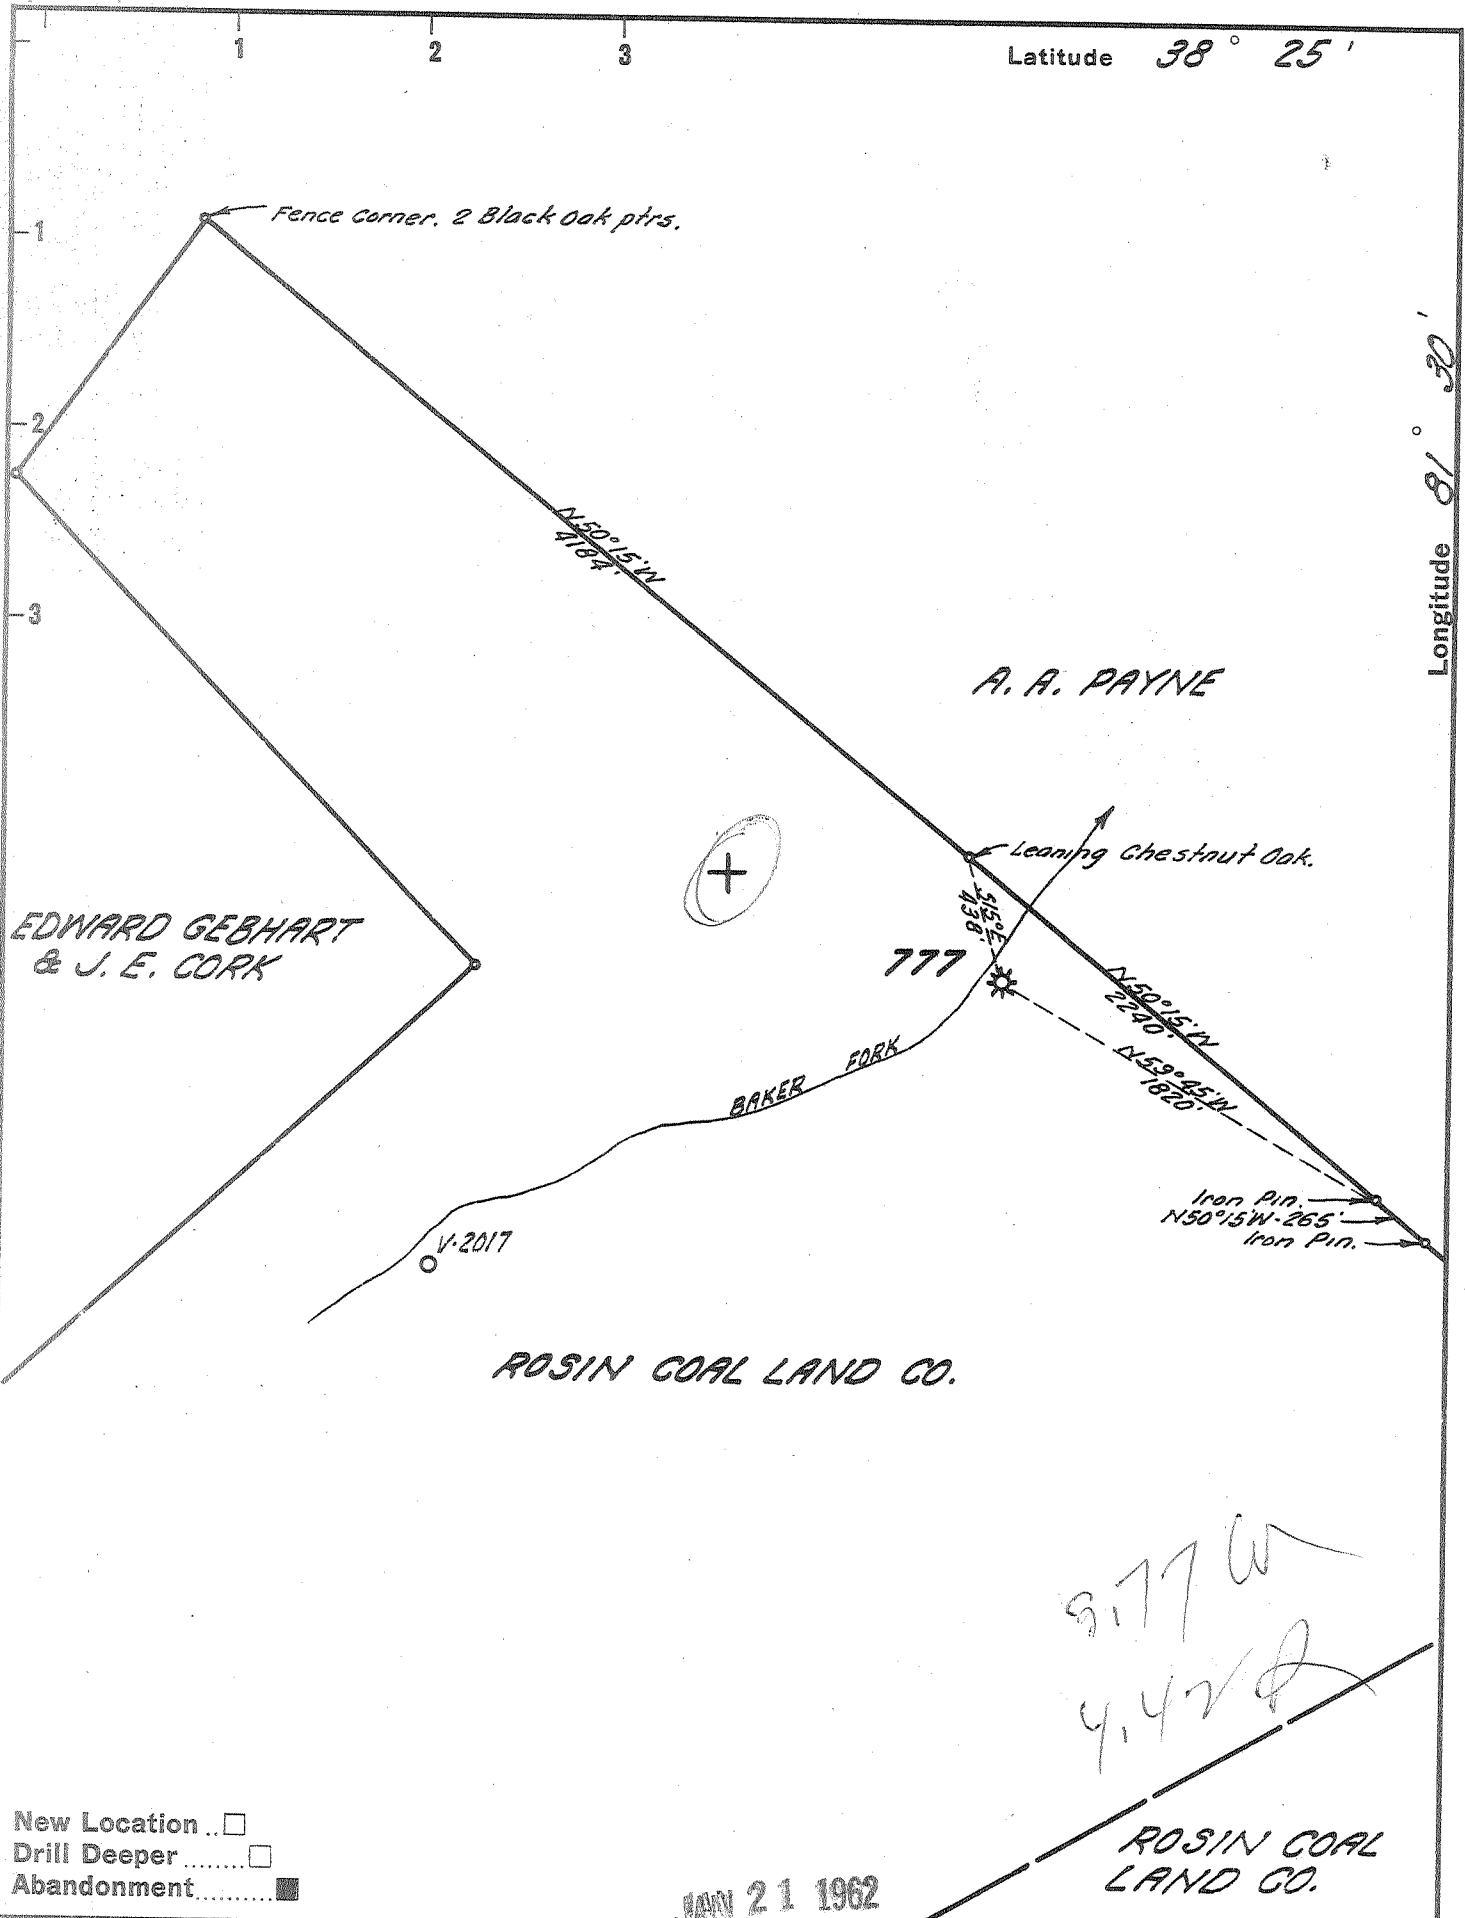 1 2 3
Latitude 38° 25'
Fence Corner. 2 Black Oak ptrs.
1
2
3
Longitude 81° 30'
N50°15'W
4184'
A. A. PAYNE
Leaning Chestnut Oak.
S15°E
438'
EDWARD GEBHART
& J. E. CORK
777
N50°15'W
2240'
N59°45'W
1820'
BAKER FORK
Iron Pin.
N50°15'W-265'
Iron Pin.
V-2017
ROSIN COAL LAND CO.
4.42
New Location
Drill Deeper
Abandonment
21 1962
ROSIN COAL
LAND CO.